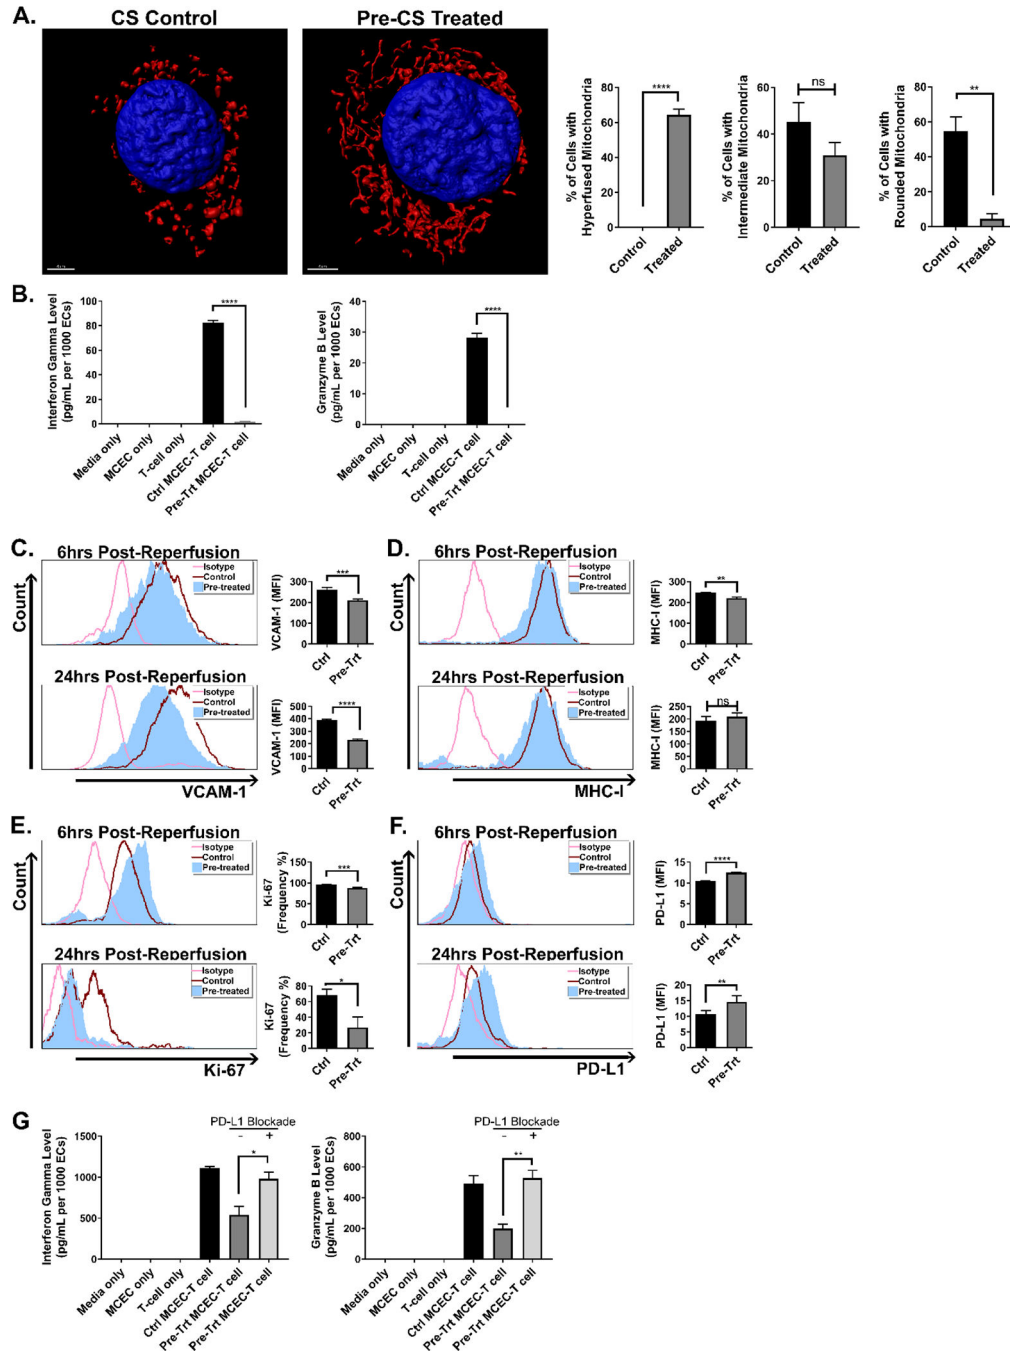 A.
CS Control
Pre-CS Treated
% of Cells with
Hyperfused Mitochondria
80
60
40
20
0
****
Control
Treated
% of Cells with
Intermediate Mitochondria
60
40
20
0
ns
Control
Treated
% of Cells with
Rounded Mitochondria
80
60
40
20
0
**
Control
Treated
B.
Interferon Gamma Level
(pg/mL per 1000 ECs)
100
80
60
40
20
0
****
Media only
MCEC only
T-cell only
Ctrl MCEC-T cell
Pre-Trt MCEC-T cell
Granzyme B Level
(pg/mL per 1000 ECs)
40
30
20
10
0
****
Media only
MCEC only
T-cell only
Ctrl MCEC-T cell
Pre-Trt MCEC-T cell
C.
6hrs Post-Reperfusion
Isotype
Control
Pre-treated
Count
VCAM-1 (MFI)
300
200
100
0
***
Ctrl
Pre-Trt
24hrs Post-Reperfusion
Isotype
Control
Pre-treated
VCAM-1 (MFI)
500
400
300
200
100
0
****
Ctrl
Pre-Trt
VCAM-1
D.
6hrs Post-Reperfusion
Isotype
Control
Pre-treated
Count
MHC-I (MFI)
300
200
100
0
**
Ctrl
Pre-Trt
24hrs Post-Reperfusion
Isotype
Control
Pre-treated
MHC-I (MFI)
250
200
150
100
50
0
ns
Ctrl
Pre-Trt
MHC-I
E.
6hrs Post-Reperfusion
Isotype
Control
Pre-treated
Count
Ki-67
(Frequency %)
150
100
50
0
***
Ctrl
Pre-Trt
24hrs Post-Reperfusion
Isotype
Control
Pre-treated
Ki-67
(Frequency %)
80
60
40
20
0
*
Ctrl
Pre-Trt
Ki-67
F.
6hrs Post-Reperfusion
Isotype
Control
Pre-treated
Count
PD-L1 (MFI)
15
10
5
0
****
Ctrl
Pre-Trt
24hrs Post-Reperfusion
Isotype
Control
Pre-treated
PD-L1 (MFI)
20
15
10
5
0
**
Ctrl
Pre-Trt
PD-L1
G
Interferon Gamma Level
(pg/mL per 1000 ECs)
1500
1000
500
0
PD-L1 Blockade
- +
*
Media only
MCEC only
T-cell only
Ctrl MCEC-T cell
Pre-Trt MCEC-T cell
Pre-Trt MCEC-T cell
Granzyme B Level
(pg/mL per 1000 ECs)
800
600
400
200
0
PD-L1 Blockade
- +
**
Media only
MCEC only
T-cell only
Ctrl MCEC-T cell
Pre-Trt MCEC-T cell
Pre-Trt MCEC-T cell